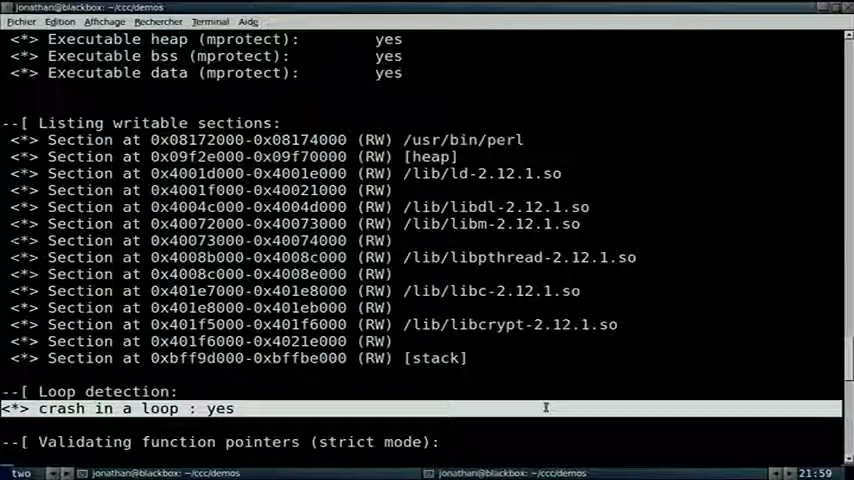 jonathan@blackbox: ~/ccc/demos
Fichier Edition Affichage Rechercher Terminal Aide
<*> Executable heap (mprotect): yes
<*> Executable bss (mprotect): yes
<*> Executable data (mprotect): yes
--[ Listing writable sections:
<*> Section at 0x08172000-0x08174000 (RW) /usr/bin/perl
<*> Section at 0x09f2e000-0x09f70000 (RW) [heap]
<*> Section at 0x4001d000-0x4001e000 (RW) /lib/ld-2.12.1.so
<*> Section at 0x4001f000-0x40021000 (RW)
<*> Section at 0x4004c000-0x4004d000 (RW) /lib/libdl-2.12.1.so
<*> Section at 0x40072000-0x40073000 (RW) /lib/libm-2.12.1.so
<*> Section at 0x40073000-0x40074000 (RW)
<*> Section at 0x4008b000-0x4008c000 (RW) /lib/libpthread-2.12.1.so
<*> Section at 0x4008c000-0x4008e000 (RW)
<*> Section at 0x401e7000-0x401e8000 (RW) /lib/libc-2.12.1.so
<*> Section at 0x401e8000-0x401eb000 (RW)
<*> Section at 0x401f5000-0x401f6000 (RW) /lib/libcrypt-2.12.1.so
<*> Section at 0x401f6000-0x4021e000 (RW)
<*> Section at 0xbff9d000-0xbffbe000 (RW) [stack]
--[ Loop detection:
<*> crash in a loop : yes
--[ Validating function pointers (strict mode):
two jonathan@blackbox: ~/ccc/demos jonathan@blackbox: ~/ccc/demos 21:59